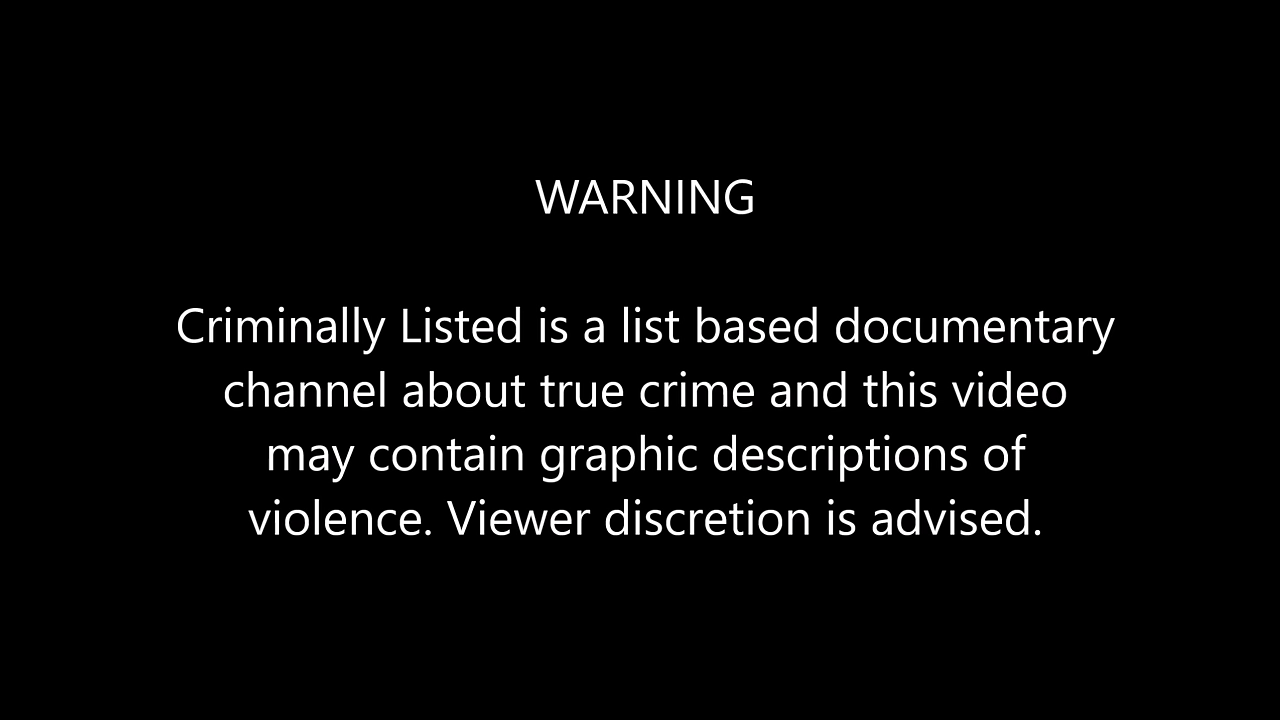 WARNING
Criminally Listed is a list based documentary
channel about true crime and this video
may contain graphic descriptions of
violence. Viewer discretion is advised.